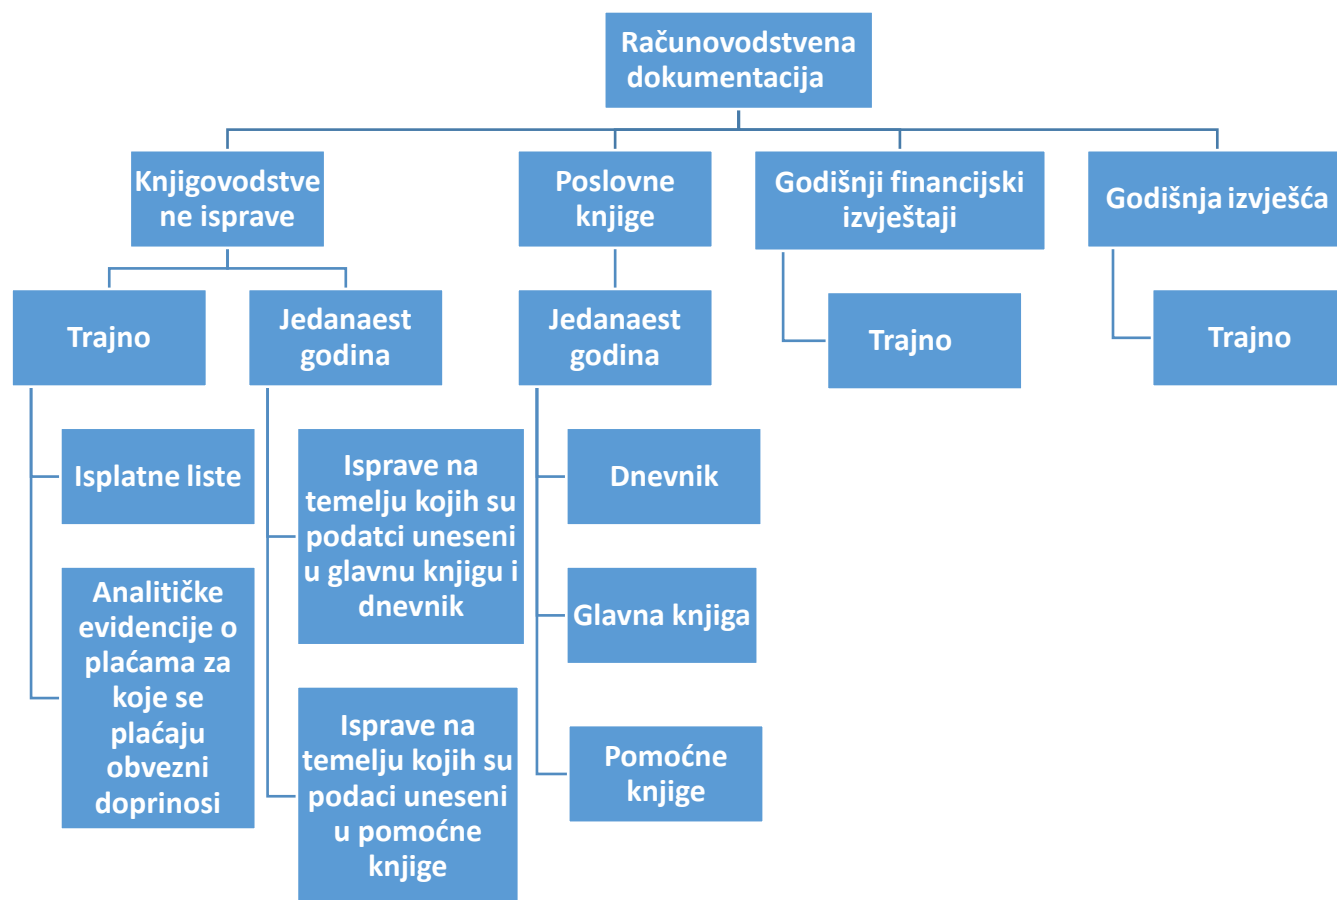 Računovodstvena
dokumentacija
Knjigovodstve
ne isprave
Poslovne
knjige
Godišnji financijski
izvještaji
Godišnja izvješća
Trajno
Jedanaest
godina
Jedanaest
godina
Trajno
Trajno
Isplatne liste
Analitičke
evidencije o
plaćama za
koje se
plaćaju
obvezni
doprinosi
Isprave na
temelju kojih su
podatci uneseni
u glavnu knjigu i
dnevnik
Isprave na
temelju kojih su
podaci uneseni
u pomoćne
knjige
Dnevnik
Glavna knjiga
Pomoćne
knjige